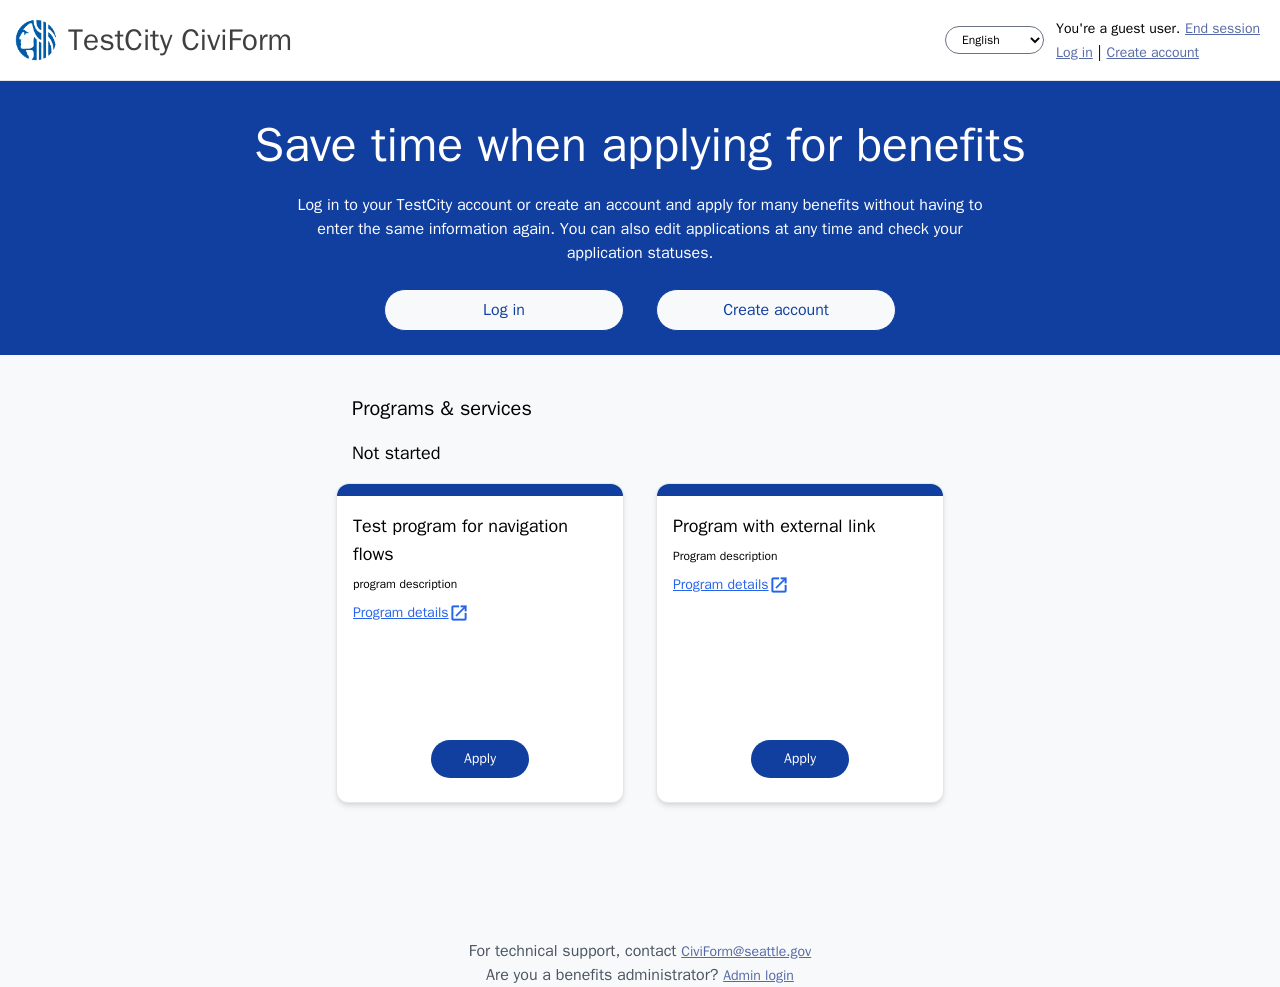 TestCity CiviForm
English
You're a guest user. End session
Log in | Create account
Save time when applying for benefits
Log in to your TestCity account or create an account and apply for many benefits without having to
enter the same information again. You can also edit applications at any time and check your
application statuses.
Log in
Create account
Programs & services
Not started
Test program for navigation
flows
program description
Program details
Apply
Program with external link
Program description
Program details
Apply
For technical support, contact CiviForm@seattle.gov
Are you a benefits administrator? Admin login